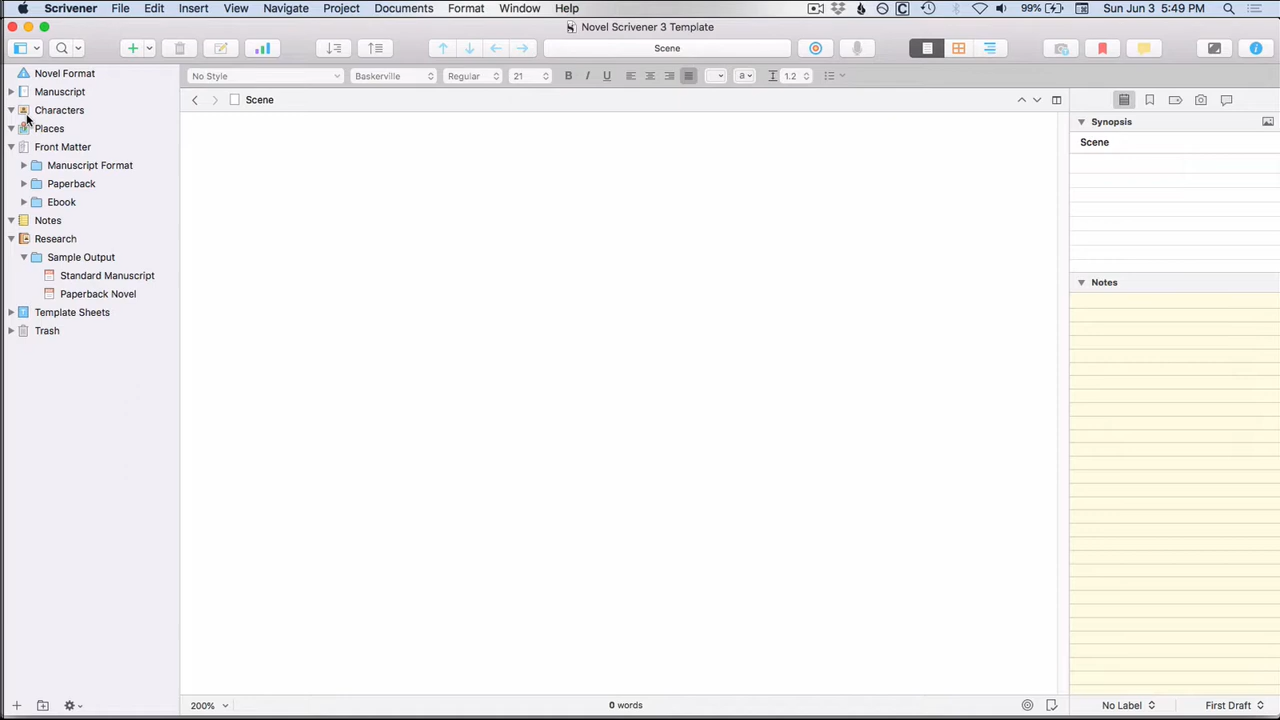 Scrivener File Edit Insert View Navigate Project Documents Format Window Help 99% Sun Jun 3 5:49 PM
Novel Scrivener 3 Template
Scene
No Style Baskerville Regular 21 B I U a 1.2
Scene
Novel Format
Manuscript
Characters
Places
Front Matter
Manuscript Format
Paperback
Ebook
Notes
Research
Sample Output
Standard Manuscript
Paperback Novel
Template Sheets
Trash
Synopsis
Scene
Notes
200% 0 words No Label First Draft